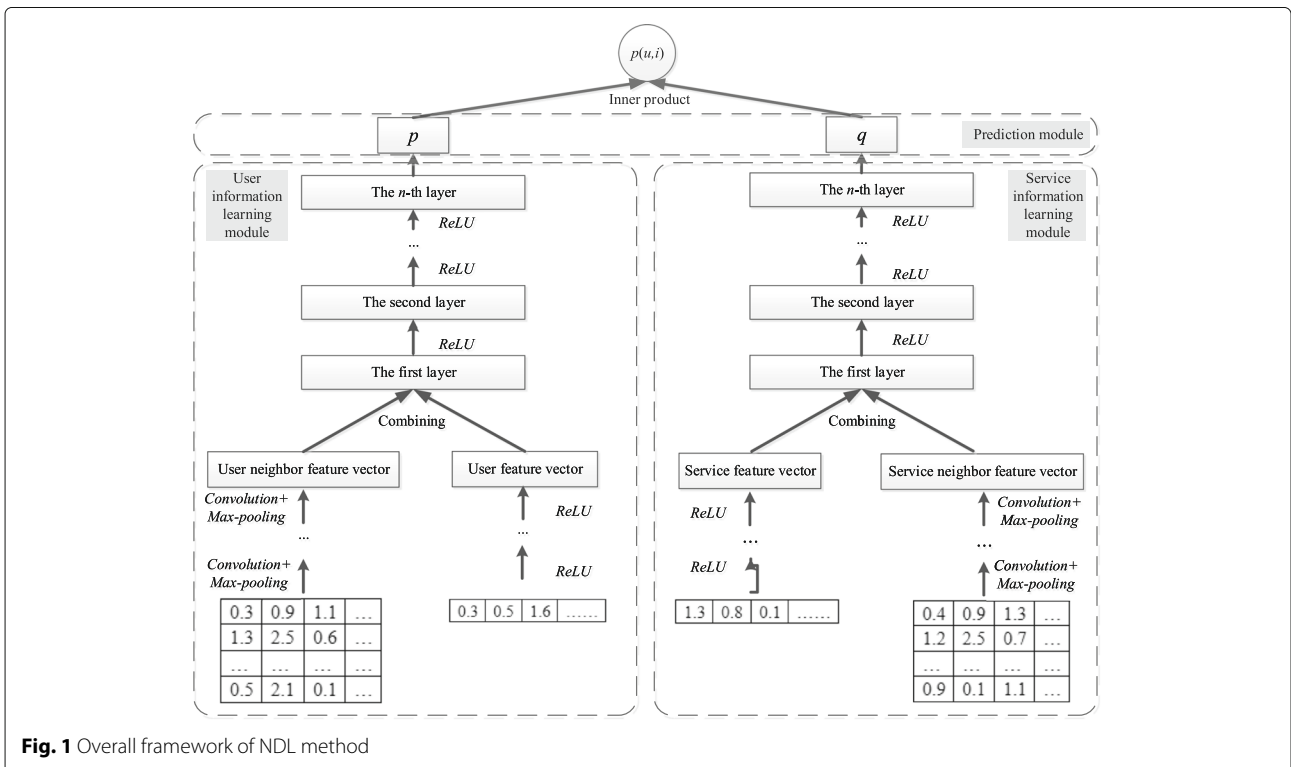 p(u,i)
Inner product
p
q
Prediction module
User
information
learning
module
The n-th layer
ReLU
...
ReLU
The second layer
ReLU
The first layer
Combining
User neighbor feature vector
User feature vector
Convolution+
Max-pooling
...
Convolution+
Max-pooling
ReLU
...
ReLU
0.3 0.9 1.1 ...
1.3 2.5 0.6 ...
... ... ... ...
0.5 2.1 0.1 ...
0.3 0.5 1.6 ......
Service
information
learning
module
The n-th layer
ReLU
...
ReLU
The second layer
ReLU
The first layer
Combining
Service feature vector
Service neighbor feature vector
ReLU
...
ReLU
Convolution+
Max-pooling
...
Convolution+
Max-pooling
1.3 0.8 0.1 ......
0.4 0.9 1.3 ...
1.2 2.5 0.7 ...
... ... ... ...
0.9 0.1 1.1 ...
Fig. 1 Overall framework of NDL method